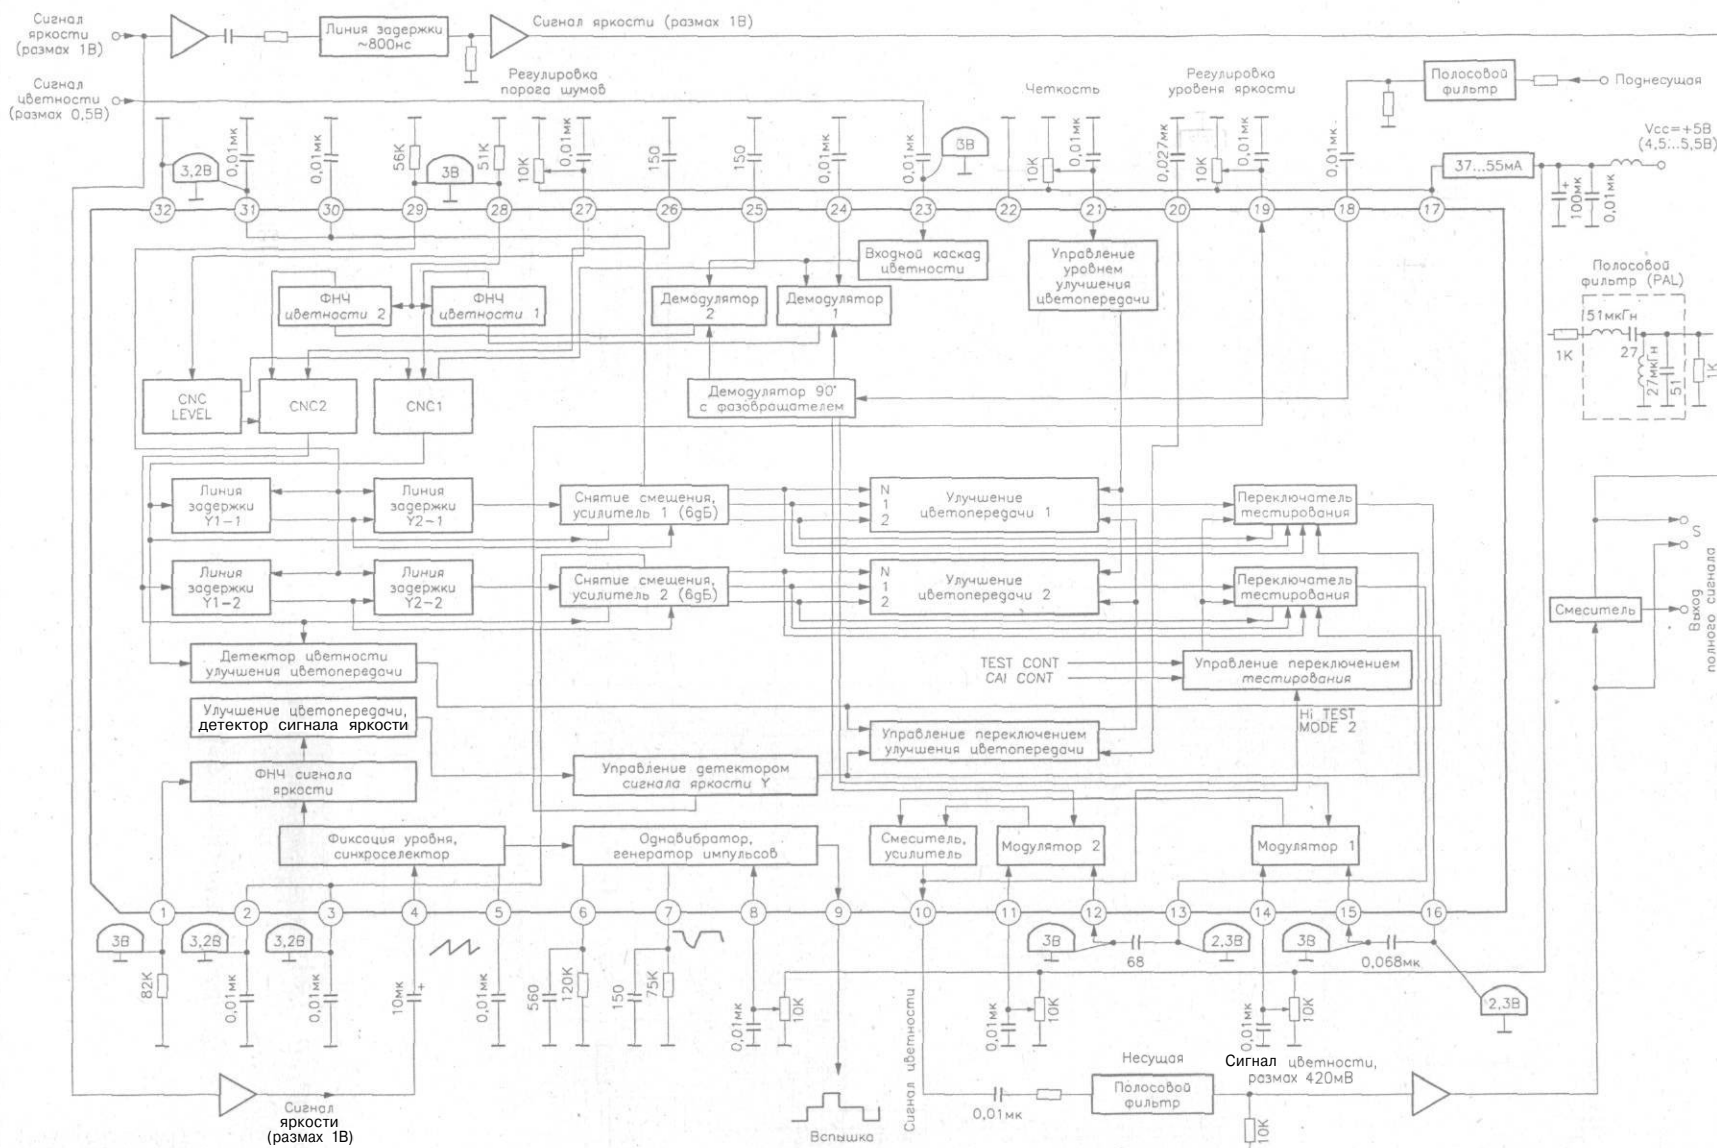 Сигнал
яркости
(размах 1В)
Линия задержки
~800нс
Сигнал яркости (размах 1В)
Сигнал
цветности
(размах 0,5В)
Регулировка
порога шумов
Четкость
Регулировка
уровеня яркости
Полосовой
фильтр
Поднесущая
Vcc=+5В
(4,5...5,5В)
3,2В
0,01мк
0,01мк
56К
3В
51К
10К
0,01мк
150
150
0,01мк
0,01мк
3В
10К
0,01мк
0,027мк
10К
0,01мк
0,01мк
37...55мА
100мк
+
0,01мк
32
31
30
29
28
27
26
25
24
23
22
21
20
19
18
17
Входной каскад
цветности
Управление
уровнем
улучшения
цветопередачи
ФНЧ
цветности 2
ФНЧ
цветности 1
Демодулятор
2
Демодулятор
1
Полосовой
фильтр (PAL)
51мкГн
1К
27
27мкГн
51
1К
CNC
LEVEL
CNC2
CNC1
Демодулятор 90°
с фазовращателем
Линия
задержки
Y1-1
Линия
задержки
Y2-1
Снятие смещения,
усилитель 1 (6дБ)
N
1
2
Улучшение
цветопередачи 1
Переключатель
тестирования
Линия
задержки
Y1-2
Линия
задержки
Y2-2
Снятие смещения,
усилитель 2 (6дБ)
N
1
2
Улучшение
цветопередачи 2
Переключатель
тестирования
S
Смеситель
Выход
полного сигнала
Детектор цветности
улучшения цветопередачи
TEST CONT
CAI CONT
Управление переключением
тестирования
Улучшение цветопередачи,
детектор сигнала яркости
Hi TEST
MODE 2
Управление переключением
улучшения цветопередачи
ФНЧ сигнала
яркости
Управление детектором
сигнала яркости Y
Фиксация уровня,
синхроселектор
Одновибратор,
генератор импульсов
Смеситель,
усилитель
Модулятор 2
Модулятор 1
1
2
3
4
5
6
7
8
9
10
11
12
13
14
15
16
3В
3,2В
3,2В
82К
0,01мк
0,01мк
10мк
+
0,01мк
560
120К
150
75К
0,01мк
10К
Сигнал цветности
0,01мк
10К
3В
68
2,3В
0,01мк
10К
3В
0,068мк
2,3В
Сигнал
яркости
(размах 1В)
Вспышка
0,01мк
Несущая
Полосовой
фильтр
Сигнал цветности,
размах 420мВ
10К